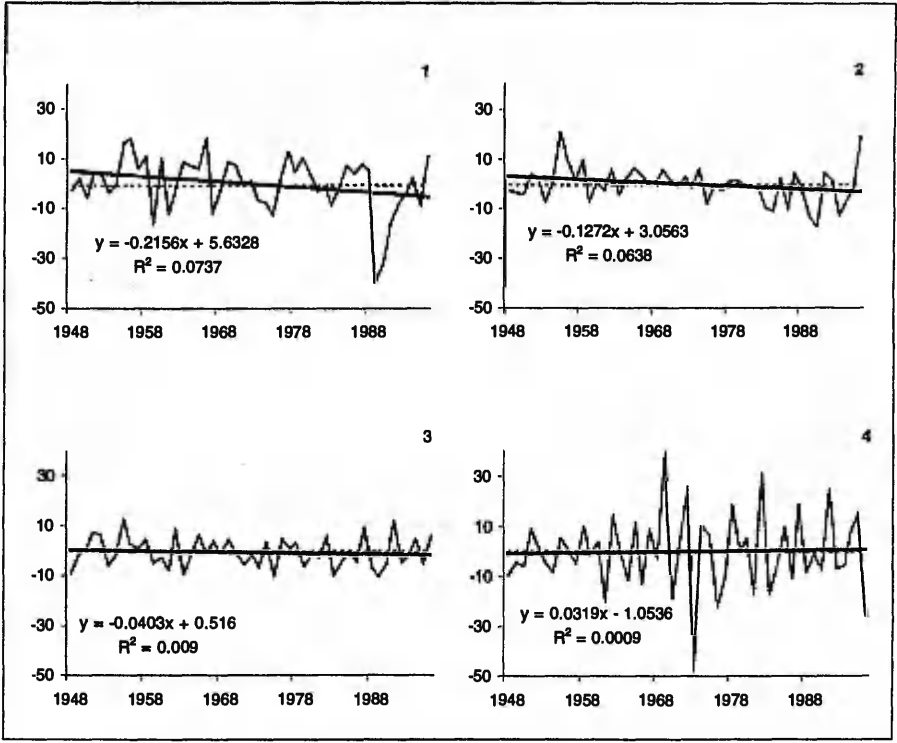 1
30
10
-10
-30
-50
y = -0.2156x + 5.6328
R² = 0.0737
1948 1958 1968 1978 1988
2
30
10
-10
-30
-50
y = -0.1272x + 3.0563
R² = 0.0638
1948 1958 1968 1978 1988
3
30
10
-10
-30
-50
y = -0.0403x + 0.516
R² = 0.009
1948 1958 1968 1978 1988
4
30
10
-10
-30
-50
y = 0.0319x - 1.0536
R² = 0.0009
1948 1958 1968 1978 1988